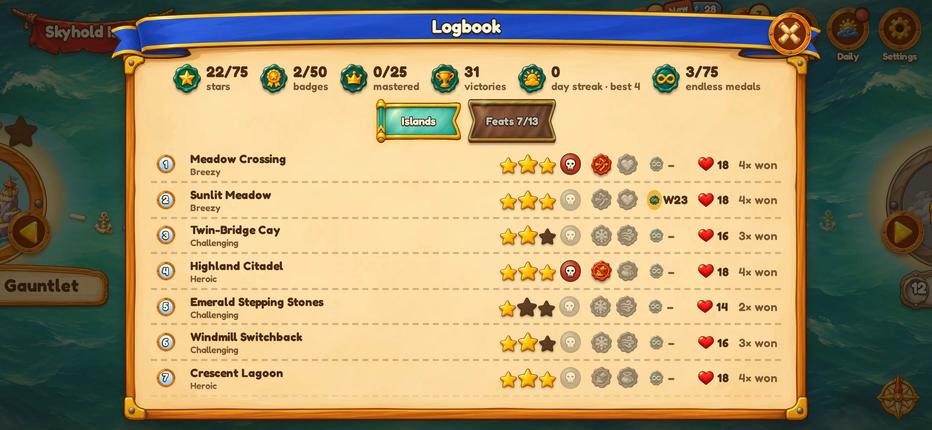 Logbook
Skyhold
New
28
Daily
Settings
22/75
stars
2/50
badges
0/25
mastered
31
victories
0
day streak · best 4
3/75
endless medals
Islands
Feats 7/13
1
Meadow Crossing
Breezy
– 18 4x won
2
Sunlit Meadow
Breezy
W23 18 4x won
3
Twin-Bridge Cay
Challenging
– 16 3x won
4
Highland Citadel
Heroic
– 18 4x won
5
Emerald Stepping Stones
Challenging
– 14 2x won
6
Windmill Switchback
Challenging
– 16 3x won
7
Crescent Lagoon
Heroic
– 18 4x won
Gauntlet
12